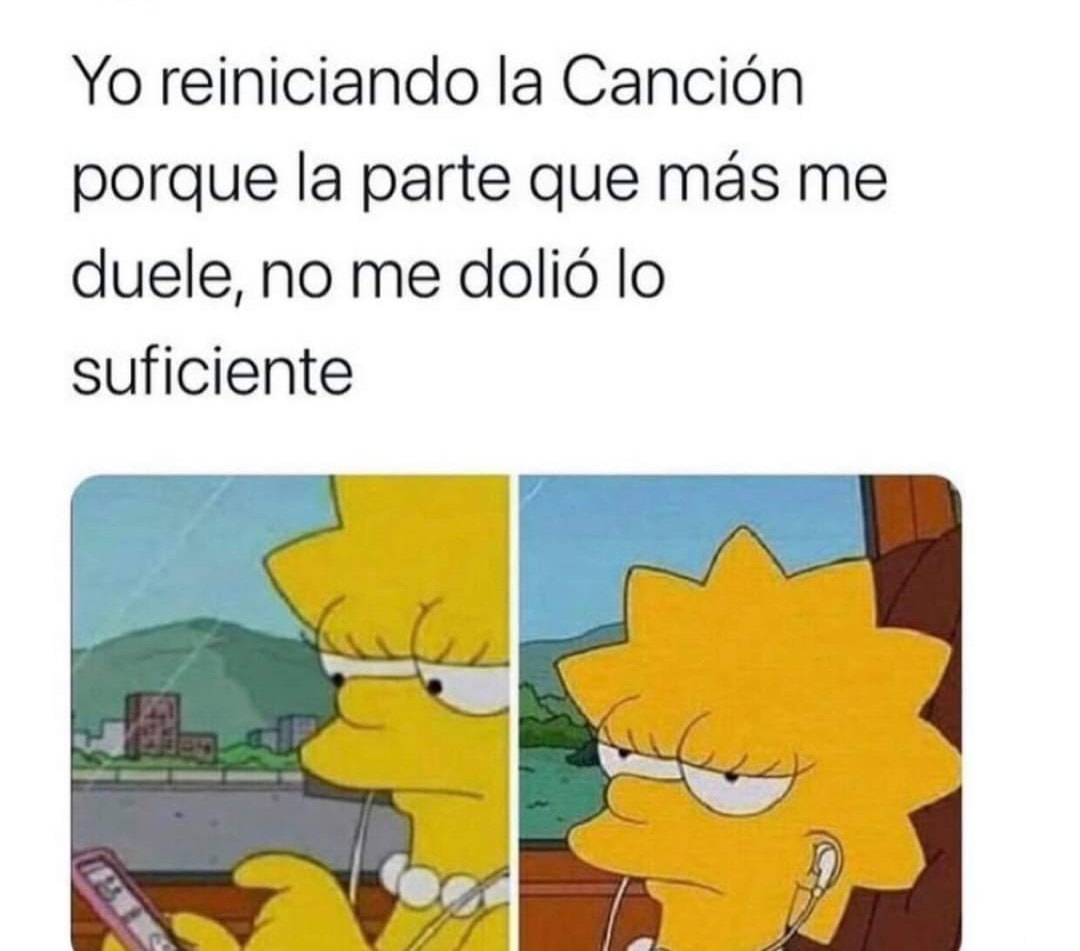 Yo reiniciando la Canción
porque la parte que más me
duele, no me dolió lo
suficiente